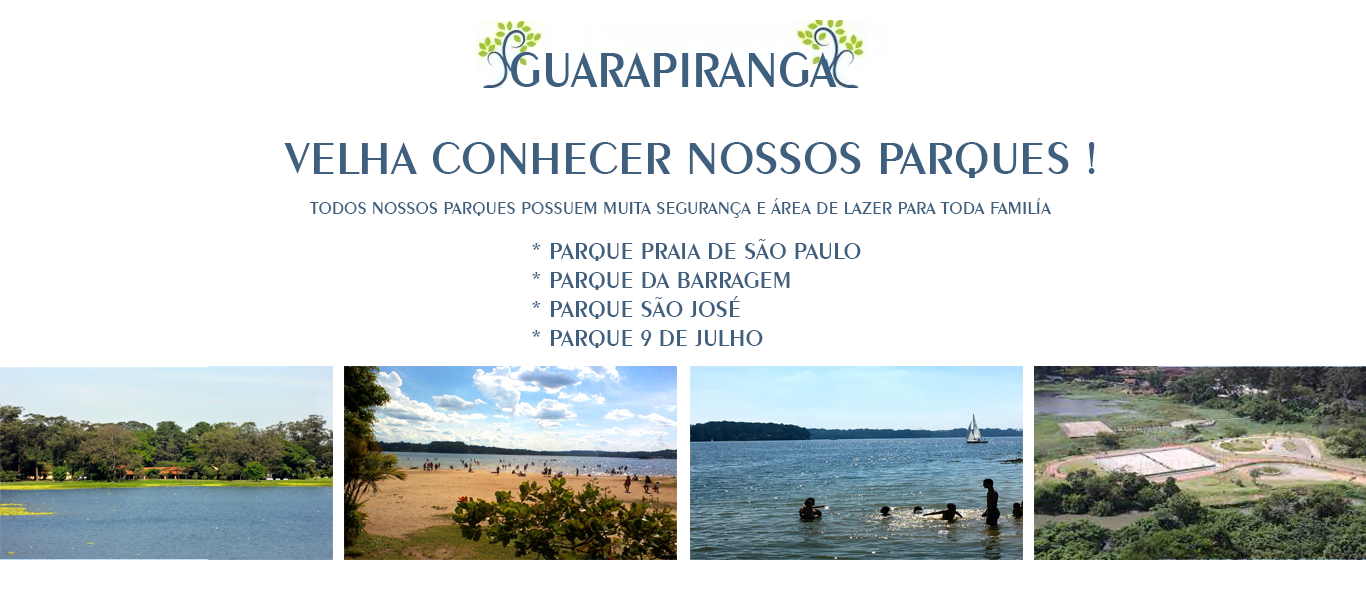 GUARAPIRANGA
VELHA CONHECER NOSSOS PARQUES !
TODOS NOSSOS PARQUES POSSUEM MUITA SEGURANÇA E ÁREA DE LAZER PARA TODA FAMILÍA
* PARQUE PRAIA DE SÃO PAULO
* PARQUE DA BARRAGEM
* PARQUE SÃO JOSÉ
* PARQUE 9 DE JULHO